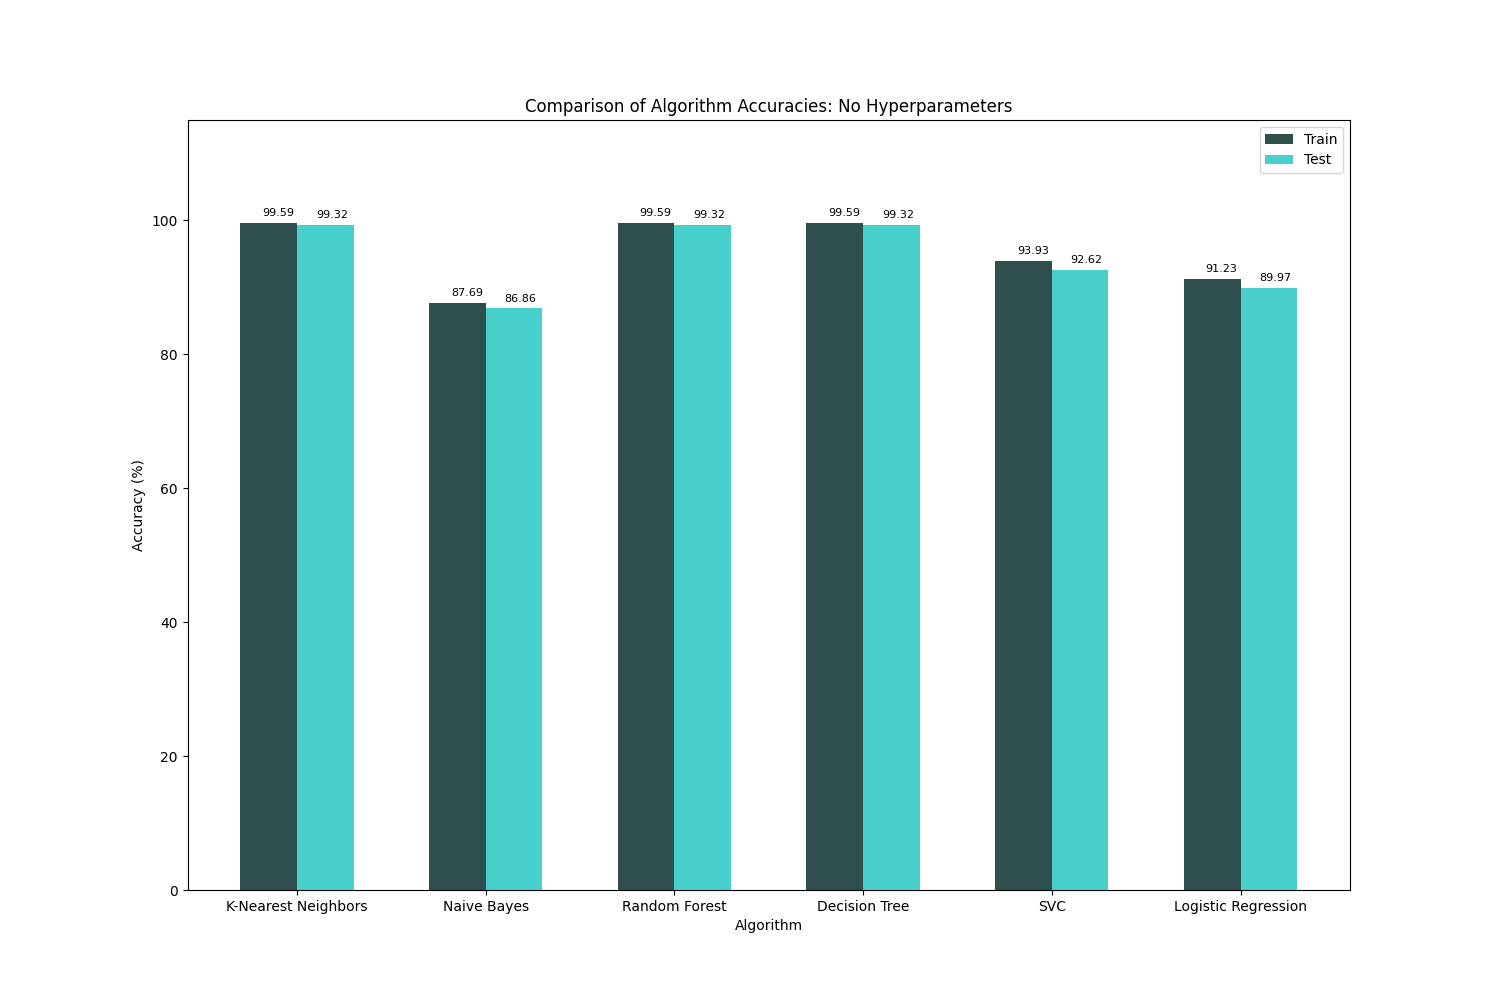 Comparison of Algorithm Accuracies: No Hyperparameters
Train
Test
99.59
99.32
87.69
86.86
99.59
99.32
99.59
99.32
93.93
92.62
91.23
89.97
100
80
60
40
20
0
Accuracy (%)
K-Nearest Neighbors
Naive Bayes
Random Forest
Decision Tree
SVC
Logistic Regression
Algorithm